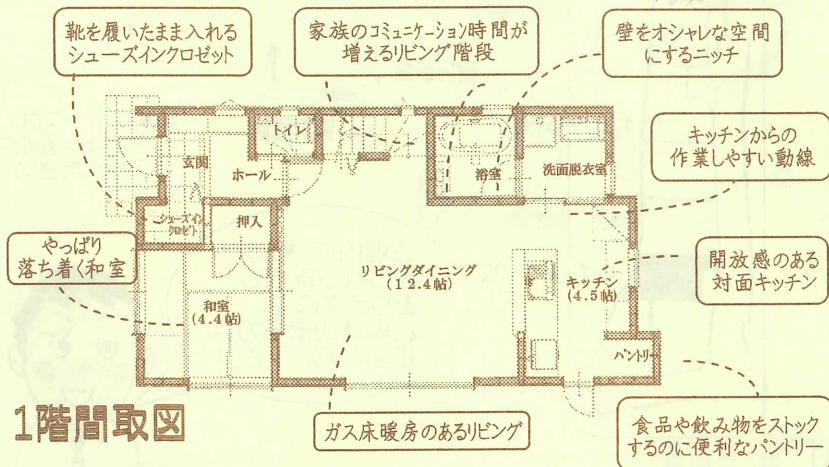 靴を履いたまま入れる
シューズインクロゼット
家族のコミュニケーション時間が
増えるリビング階段
壁をオシャレな空間
にするニッチ
キッチンからの
作業しやすい動線
トイレ
玄関
ホール
浴室
洗面脱衣室
シューズイン
クロゼット
押入
やっぱり
落ち着く和室
リビングダイニング
(12.4帖)
キッチン
(4.5帖)
開放感のある
対面キッチン
和室
(4.4帖)
パントリー
1階間取図
ガス床暖房のあるリビング
食品や飲み物をストック
するのに便利なパントリー